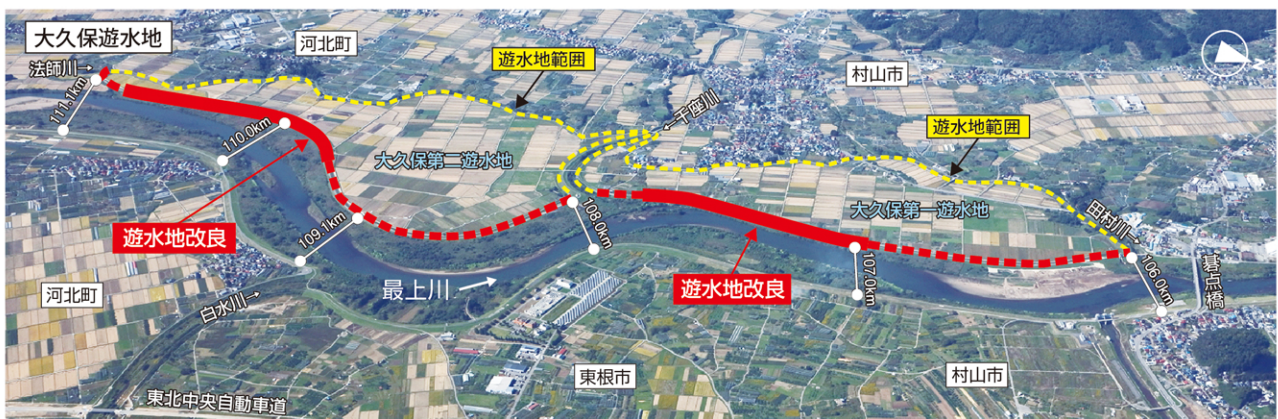 大久保遊水地
法師川→
111.1km
河北町
遊水地範囲
村山市
←千座川
遊水地範囲
110.0km
大久保第二遊水地
大久保第一遊水地
田村川→
遊水地改良
109.1km
108.0km
107.0km
106.0km
碁点橋
遊水地改良
河北町
白水川→
最上川→
東根市
村山市
東北中央自動車道